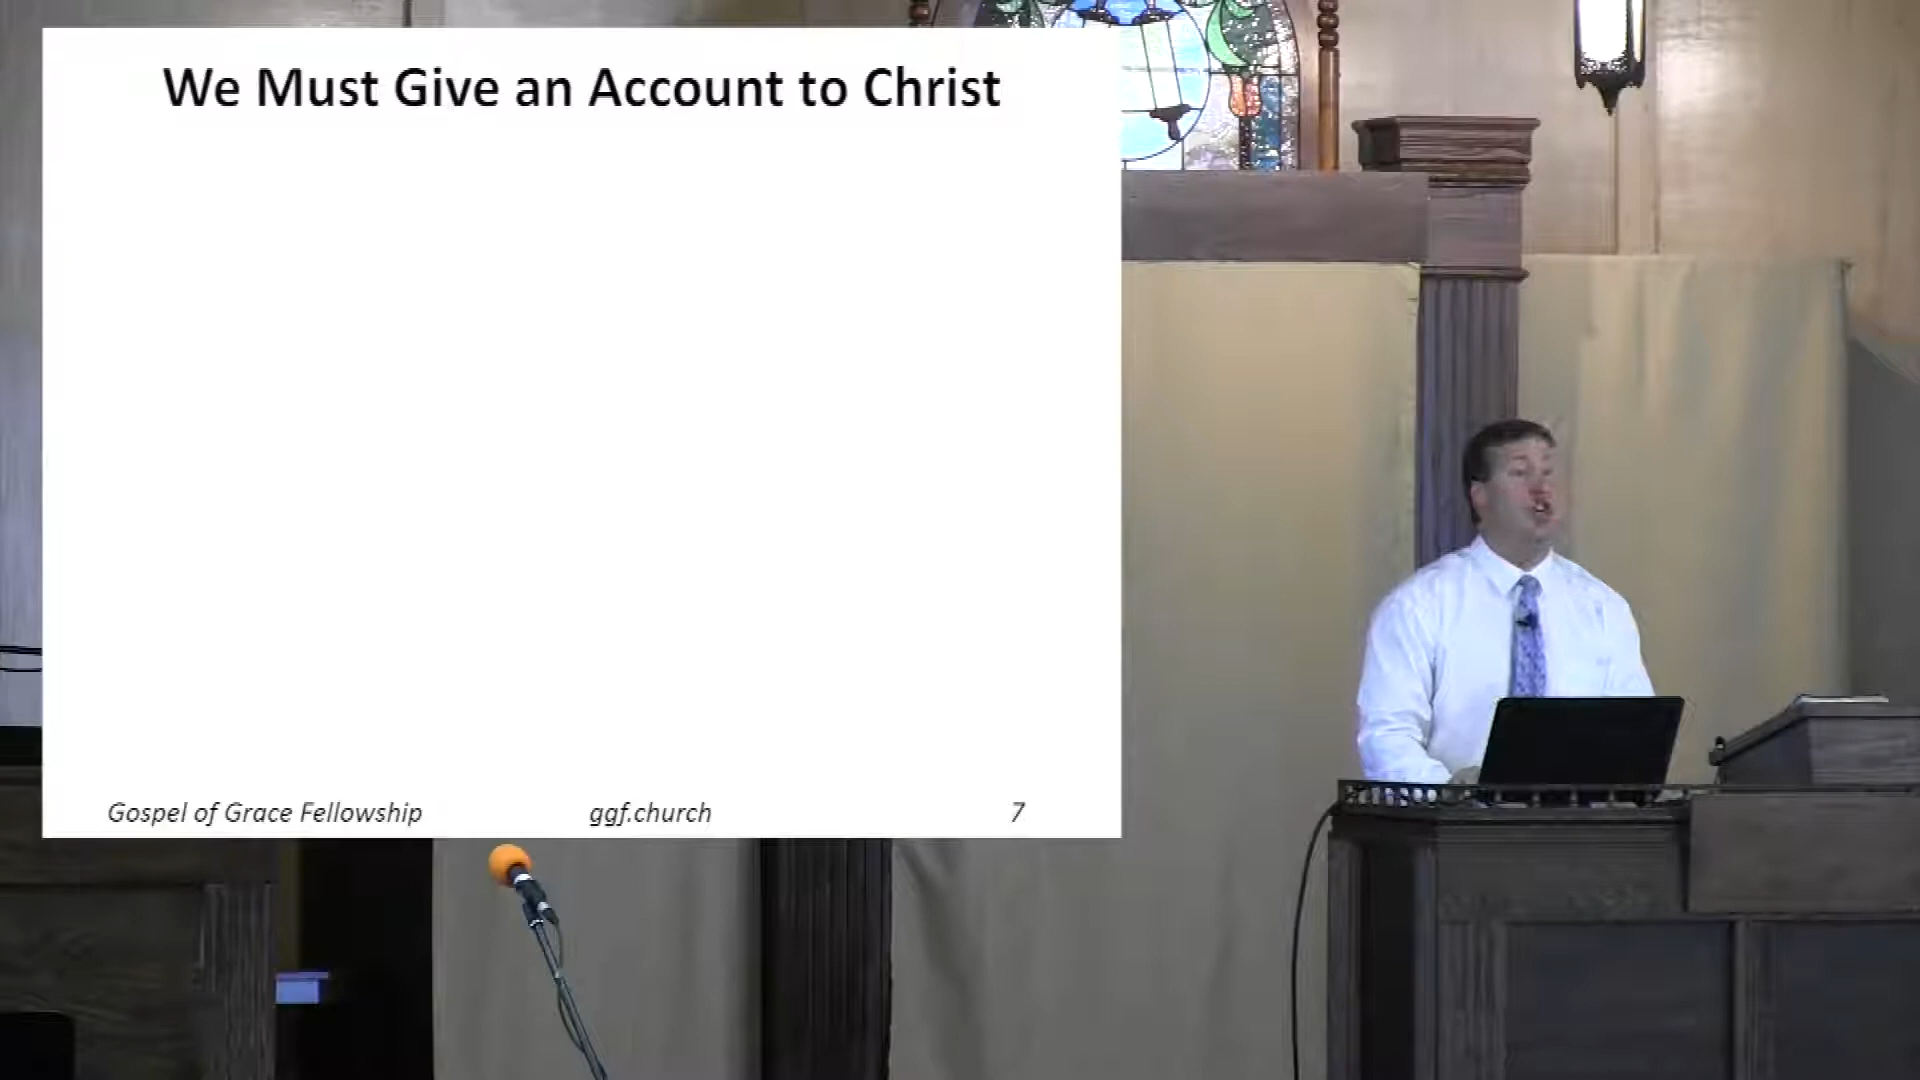 We Must Give an Account to Christ
Gospel of Grace Fellowship ggf.church 7